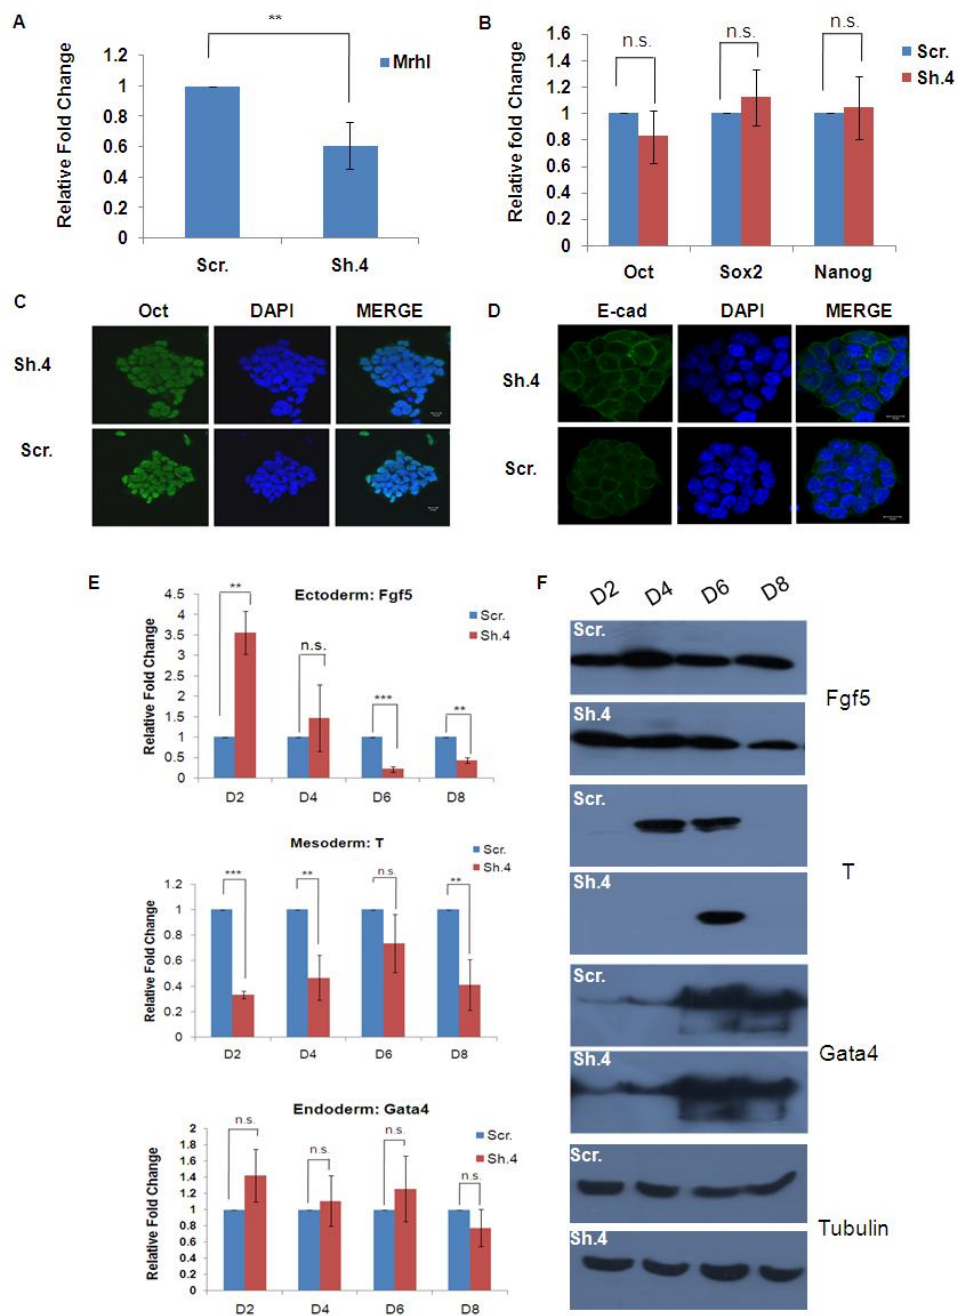 A
**
Relative Fold Change
1.2
1
0.8
0.6
0.4
0.2
0
Mrhl
Scr. Sh.4
B
n.s. n.s. n.s.
Relative fold Change
1.6
1.4
1.2
1
0.8
0.6
0.4
0.2
0
Scr.
Sh.4
Oct Sox2 Nanog
C
Oct DAPI MERGE
Sh.4
Scr.
D
E-cad DAPI MERGE
Sh.4
Scr.
E
Ectoderm: Fgf5
Relative Fold Change
4.5
4
3.5
3
2.5
2
1.5
1
0.5
0
** n.s. *** **
Scr.
Sh.4
D2 D4 D6 D8
Mesoderm: T
Relative Fold Change
1.2
1
0.8
0.6
0.4
0.2
0
*** ** n.s. **
Scr.
Sh.4
D2 D4 D6 D8
Endoderm: Gata4
Relative Fold Change
2
1.8
1.6
1.4
1.2
1
0.8
0.6
0.4
0.2
0
n.s. n.s. n.s. n.s.
Scr.
Sh.4
D2 D4 D6 D8
F
D2 D4 D6 D8
Scr.
Sh.4
Fgf5
Scr.
Sh.4
T
Scr.
Sh.4
Gata4
Scr.
Sh.4
Tubulin